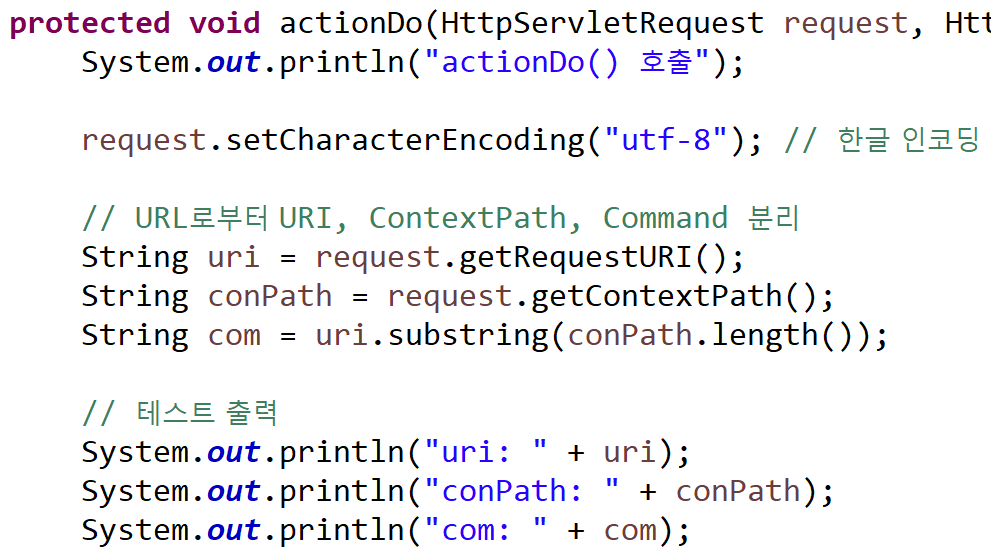 protected void actionDo(HttpServletRequest request,
System.out.println("actionDo() 호출");
request.setCharacterEncoding("utf-8"); // 한글 인코딩
// URL로부터 URI, ContextPath, Command 분리
String uri = request.getRequestURI();
String conPath = request.getContextPath();
String com = uri.substring(conPath.length());
// 테스트 출력
System.out.println("uri: " + uri);
System.out.println("conPath: " + conPath);
System.out.println("com: " + com);